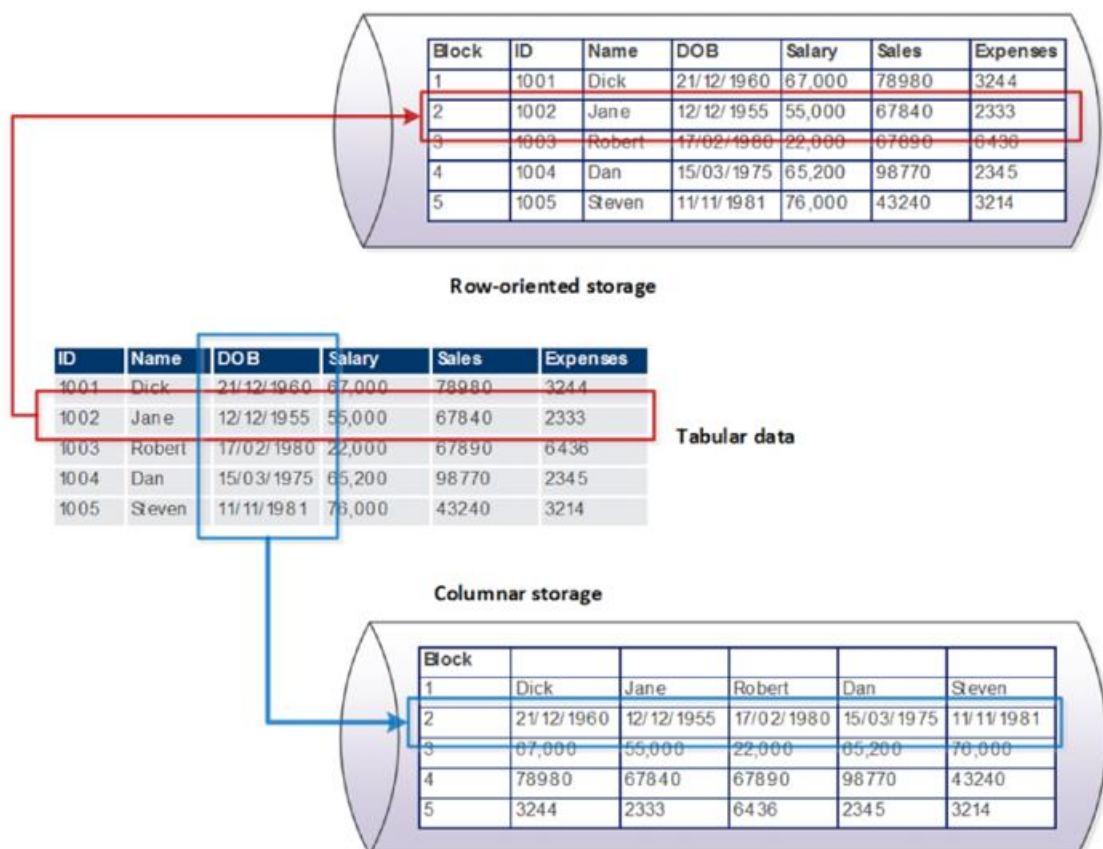 Block ID Name DOB Salary Sales Expenses
1 1001 Dick 21/12/1960 67,000 78980 3244
2 1002 Jane 12/12/1955 55,000 67840 2333
3 1003 Robert 17/02/1980 22,000 67890 6436
4 1004 Dan 15/03/1975 65,200 98770 2345
5 1005 Steven 11/11/1981 76,000 43240 3214
Row-oriented storage
ID Name DOB Salary Sales Expenses
1001 Dick 21/12/1960 67,000 78980 3244
1002 Jane 12/12/1955 55,000 67840 2333
1003 Robert 17/02/1980 22,000 67890 6436
1004 Dan 15/03/1975 65,200 98770 2345
1005 Steven 11/11/1981 76,000 43240 3214
Tabular data
Columnar storage
Block
1 Dick Jane Robert Dan Steven
2 21/12/1960 12/12/1955 17/02/1980 15/03/1975 11/11/1981
3 67,000 55,000 22,000 65,200 76,000
4 78980 67840 67890 98770 43240
5 3244 2333 6436 2345 3214